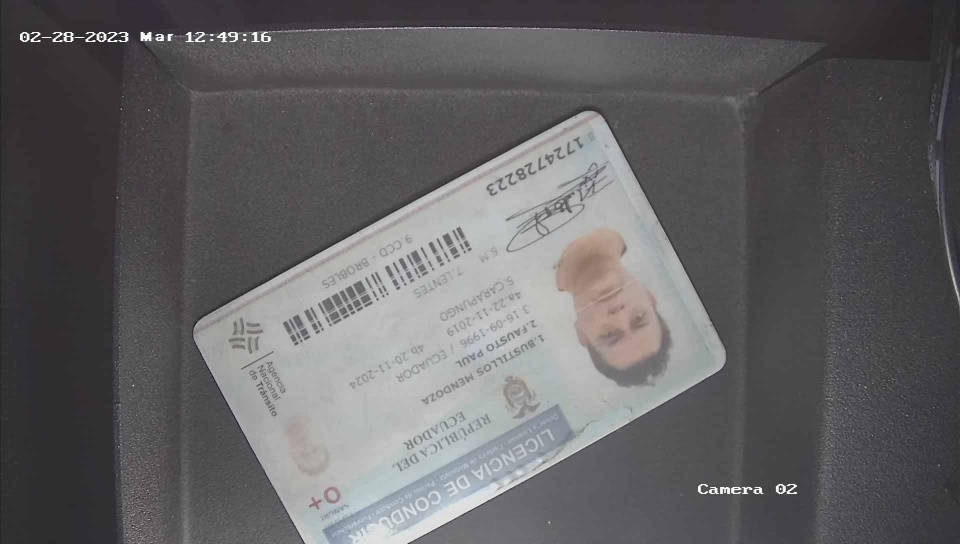 02-28-2023 Mar 12:49:16
LICENCIA DE CONDUCIR
REPÚBLICA DEL
ECUADOR
1.BUSTILLOS MENDOZA
2.FAUSTO PAUL
3.16-09-1996 / ECUADOR
4a.22-11-2019 4b.20-11-2024
5.CARAPUNGO
7.LENTES
S.M
9.CCD - BROBLES
1724728223
O+
Agencia
Nacional
de Tránsito
Camera 02